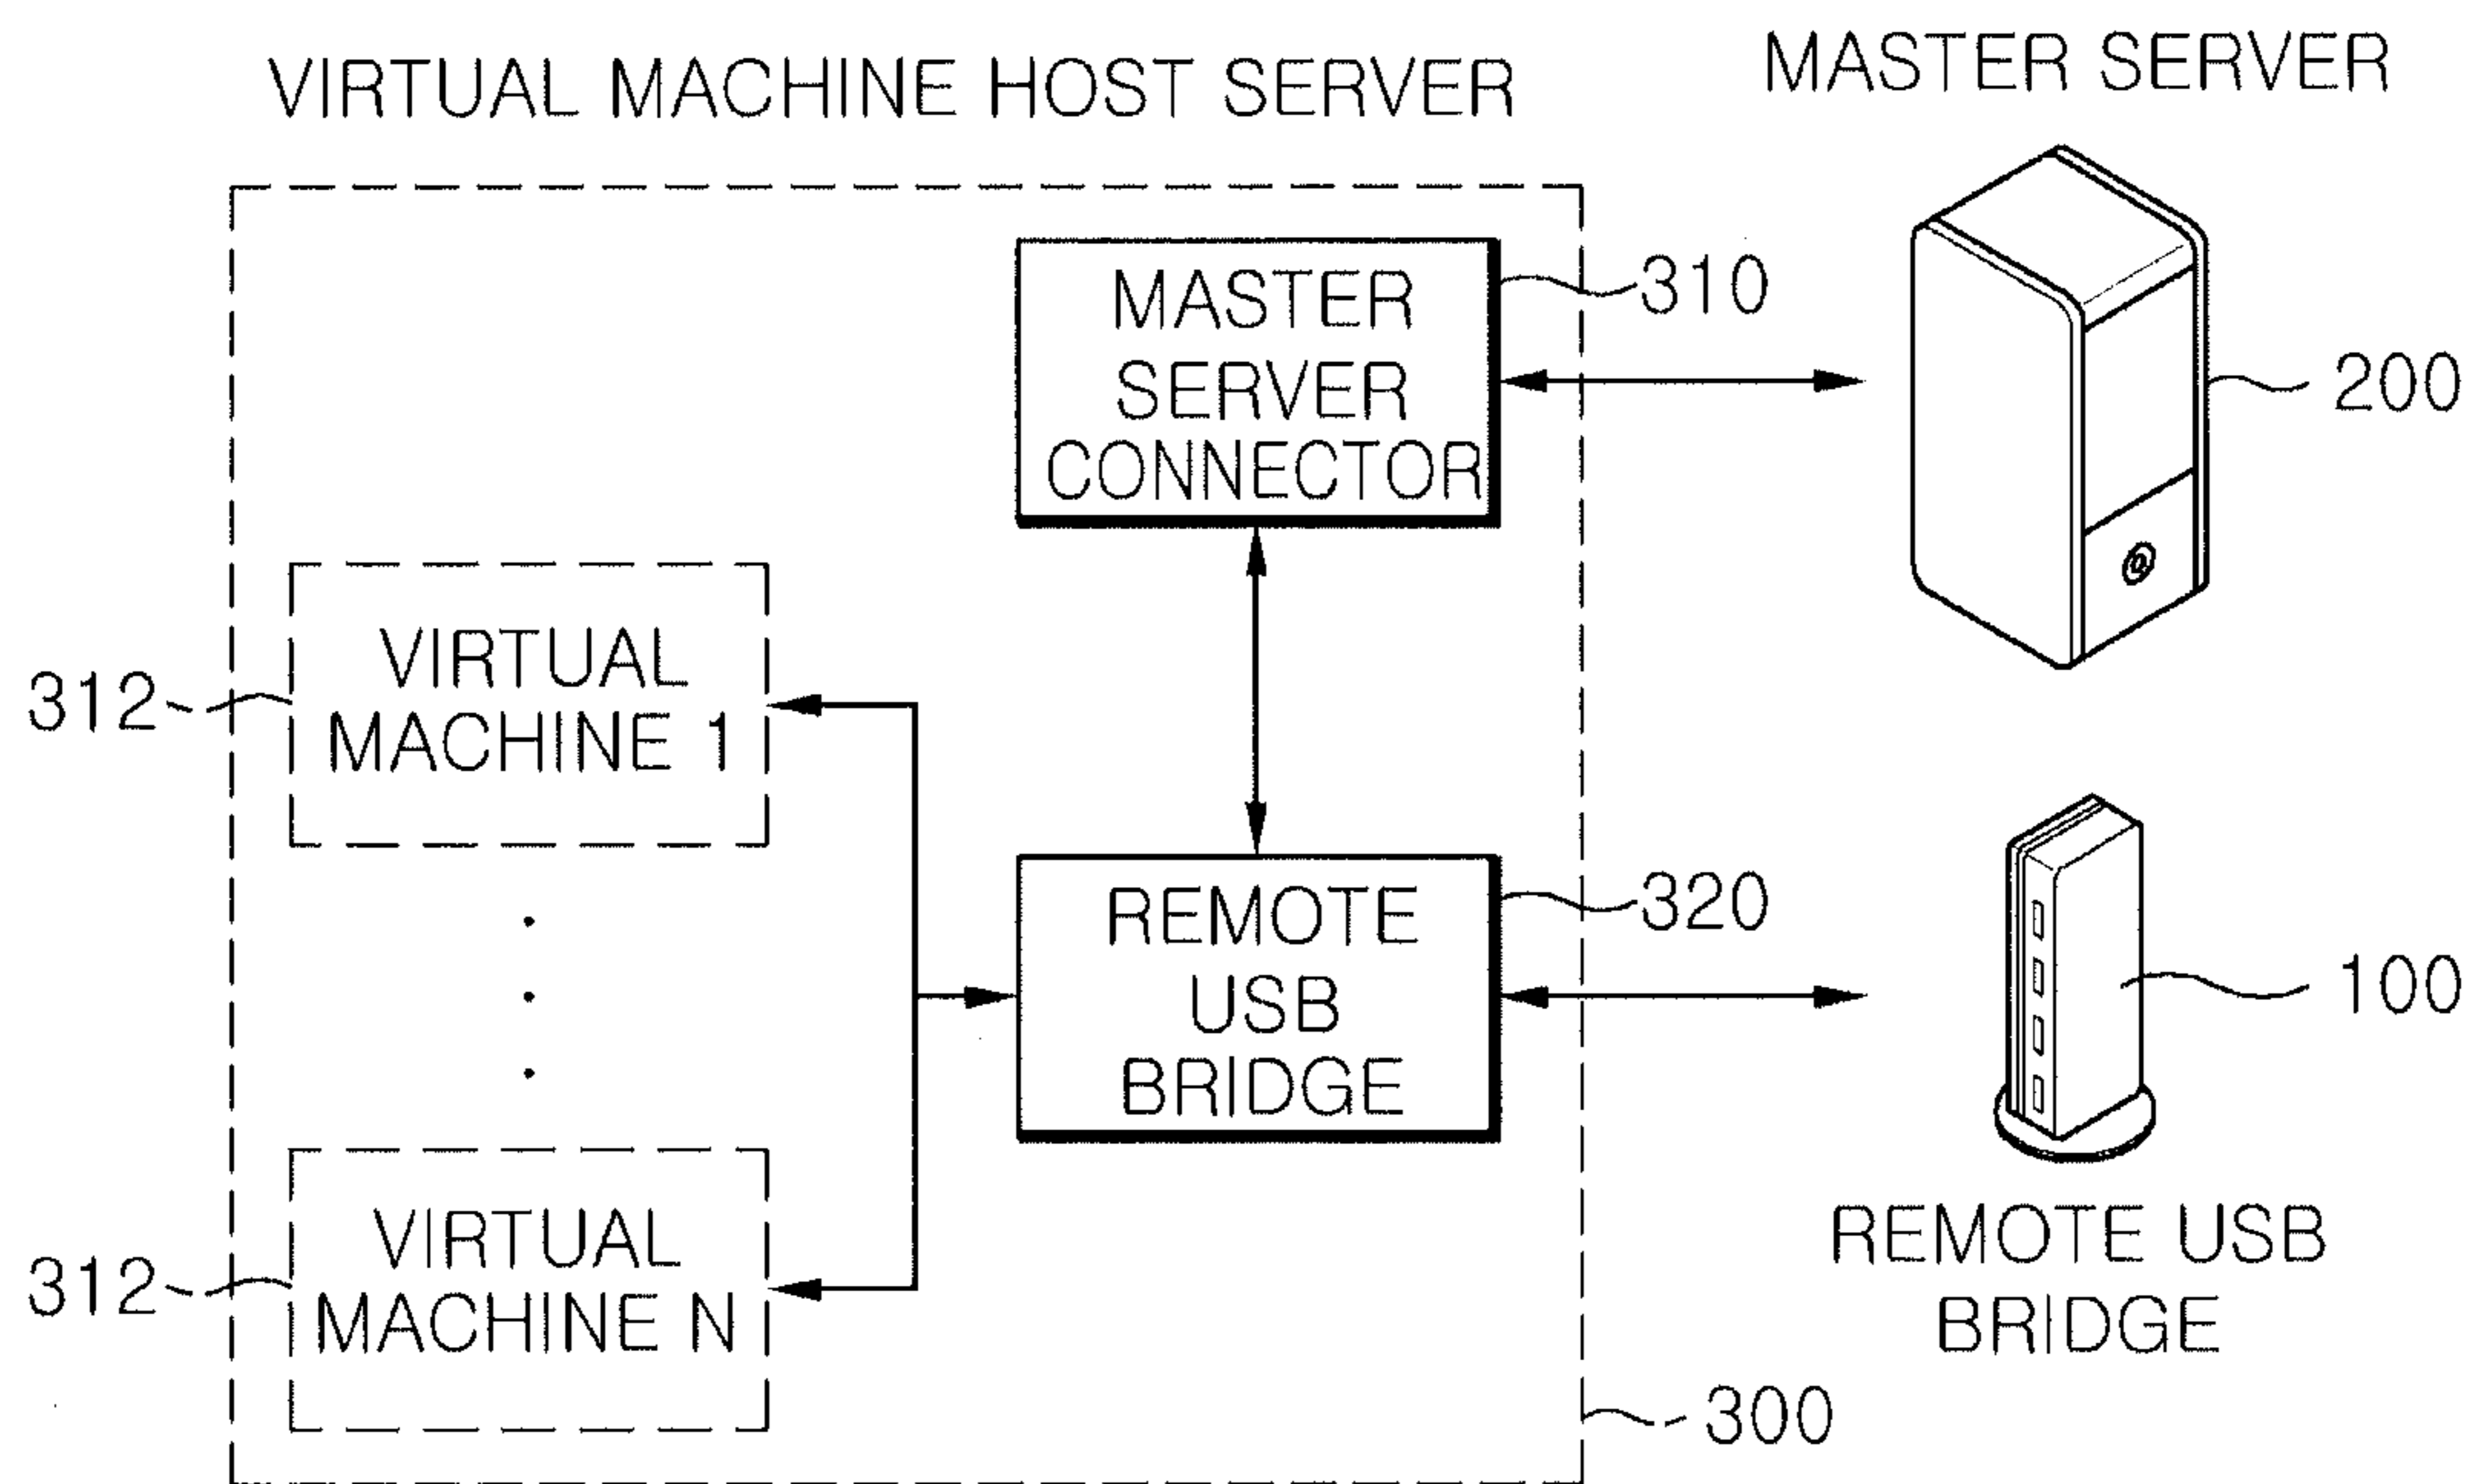 VIRTUAL MACHINE HOST SERVER
MASTER SERVER
MASTER
SERVER
CONNECTOR
310
200
VIRTUAL
MACHINE 1
312
REMOTE
USB
BRIDGE
320
100
VIRTUAL
MACHINE N
312
REMOTE USB
BRIDGE
300